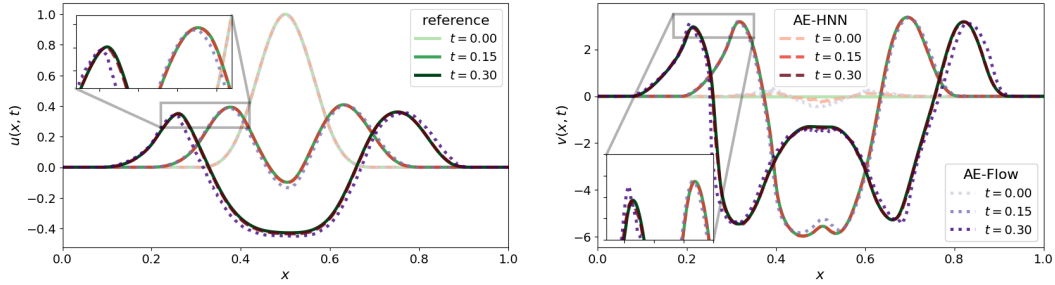 1.0
0.8
0.6
0.4
0.2
0.0
−0.2
−0.4
u(x, t)
0.0 0.2 0.4 0.6 0.8 1.0
x
reference
t = 0.00
t = 0.15
t = 0.30
2
0
−2
−4
−6
v(x, t)
0.0 0.2 0.4 0.6 0.8 1.0
x
AE-HNN
t = 0.00
t = 0.15
t = 0.30
AE-Flow
t = 0.00
t = 0.15
t = 0.30